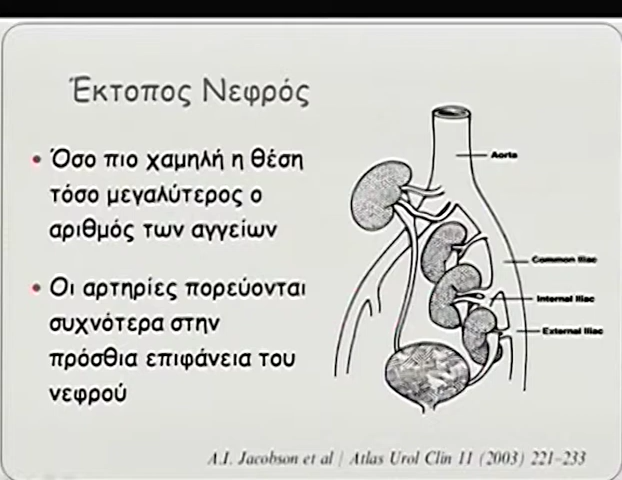 Έκτοπος Νεφρός
• Όσο πιο χαμηλή η θέση
τόσο μεγαλύτερος ο
αριθμός των αγγείων
• Οι αρτηρίες πορεύονται
συχνότερα στην
πρόσθια επιφάνεια του
νεφρού
Aorta
Common Iliac
Internal Iliac
External Iliac
A.I. Jacobson et al / Atlas Urol Clin 11 (2003) 221–233